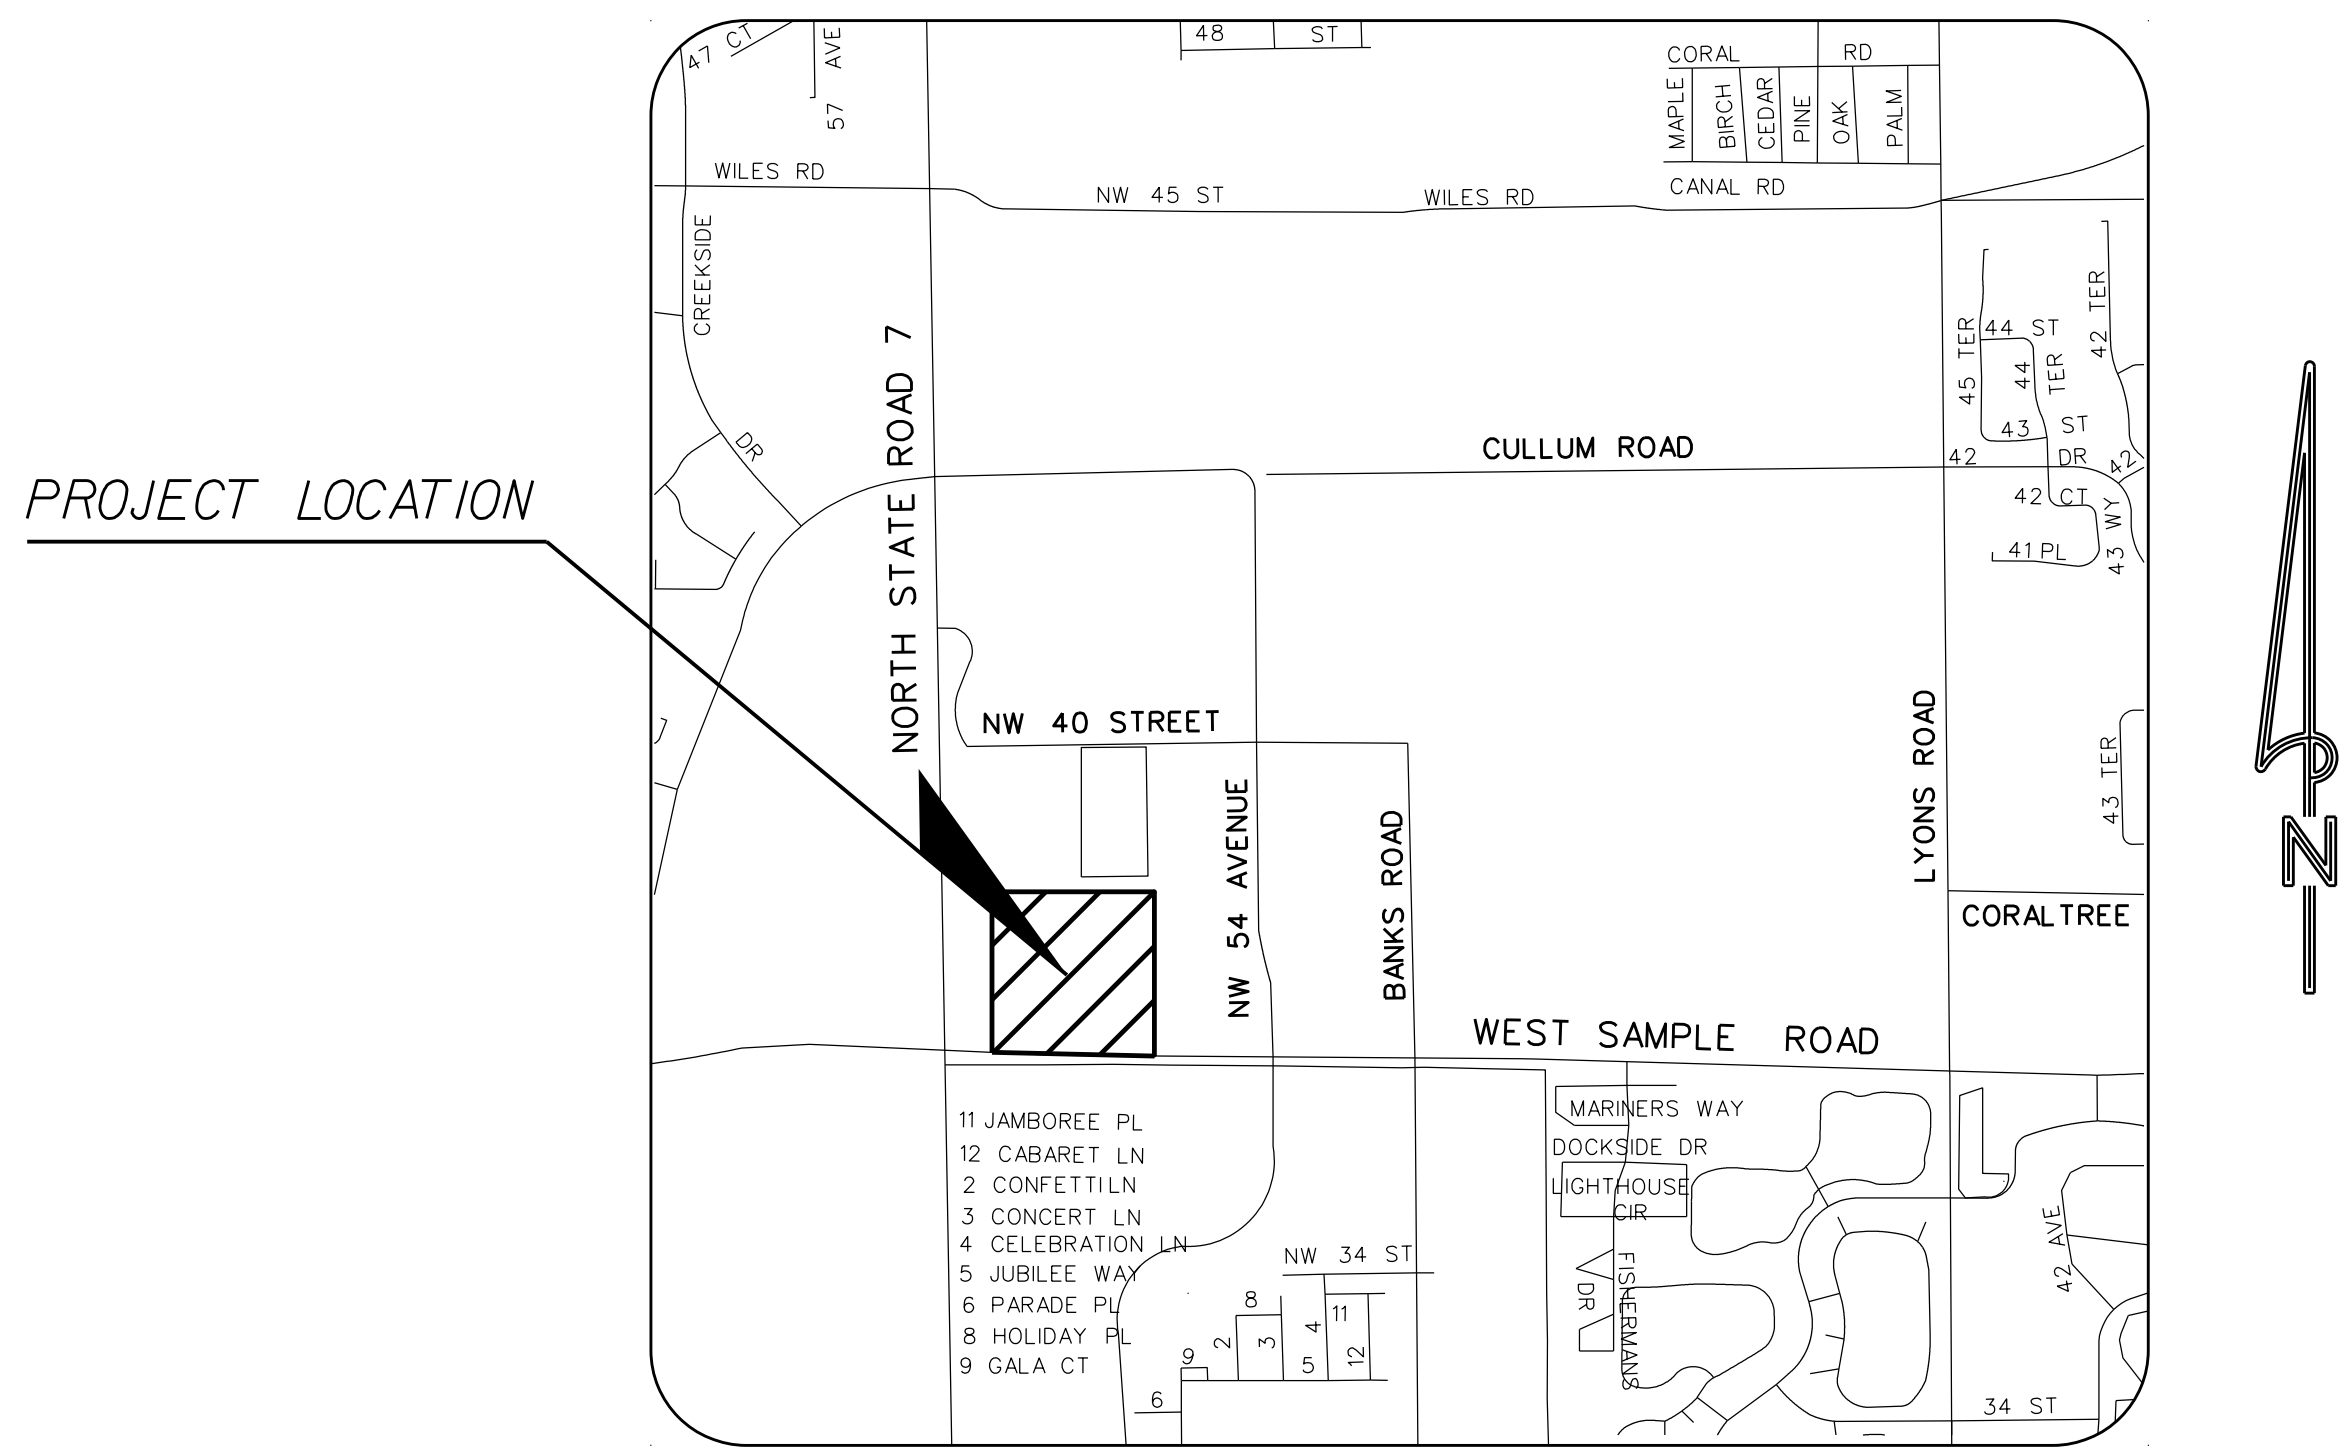 47 CT
57 AVE
48 ST
CORAL RD
MAPLE
BIRCH
CEDAR
PINE
OAK
PALM
WILES RD
NW 45 ST
WILES RD
CANAL RD
CREEKSIDE
DR
NORTH STATE ROAD 7
45 TER
44 ST
44 TER
42 TER
43 ST
CULLUM ROAD
42 DR
42
42 CT
43 WY
41 PL
PROJECT LOCATION
NW 40 STREET
NW 54 AVENUE
BANKS ROAD
LYONS ROAD
43 TER
CORALTREE
N
WEST SAMPLE ROAD
11 JAMBOREE PL
12 CABARET LN
2 CONFETTI LN
3 CONCERT LN
4 CELEBRATION LN
5 JUBILEE WAY
6 PARADE PL
8 HOLIDAY PL
9 GALA CT
MARINERS WAY
DOCKSIDE DR
LIGHTHOUSE
CIR
FISHERMANS
DR
42 AVE
NW 34 ST
8
11
2
3
4
9
5
12
6
34 ST